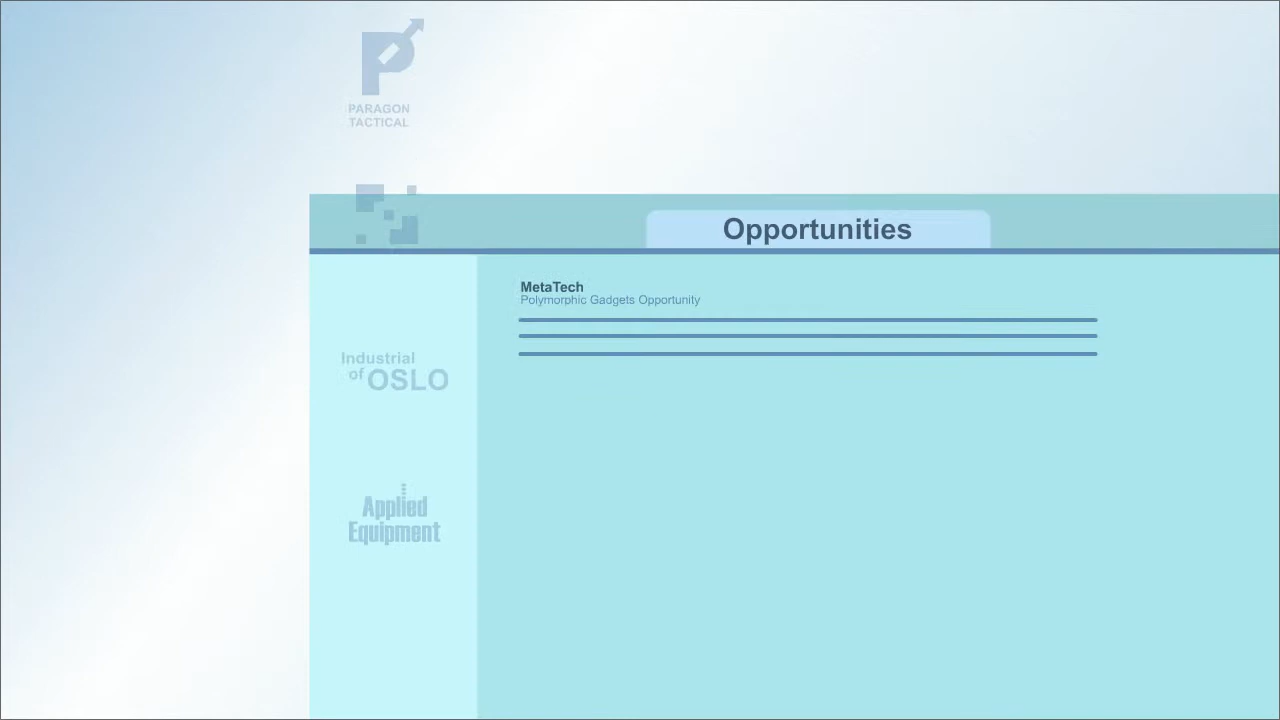 PARAGON
TACTICAL
Opportunities
MetaTech
Polymorphic Gadgets Opportunity
Industrial
of OSLO
Applied
Equipment